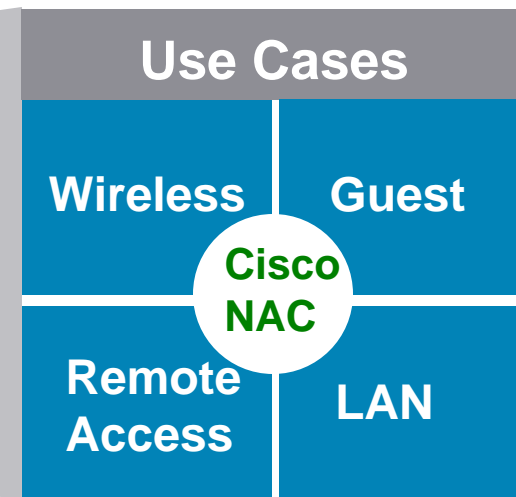 Use Cases
Wireless
Guest
Cisco
NAC
Remote
Access
LAN